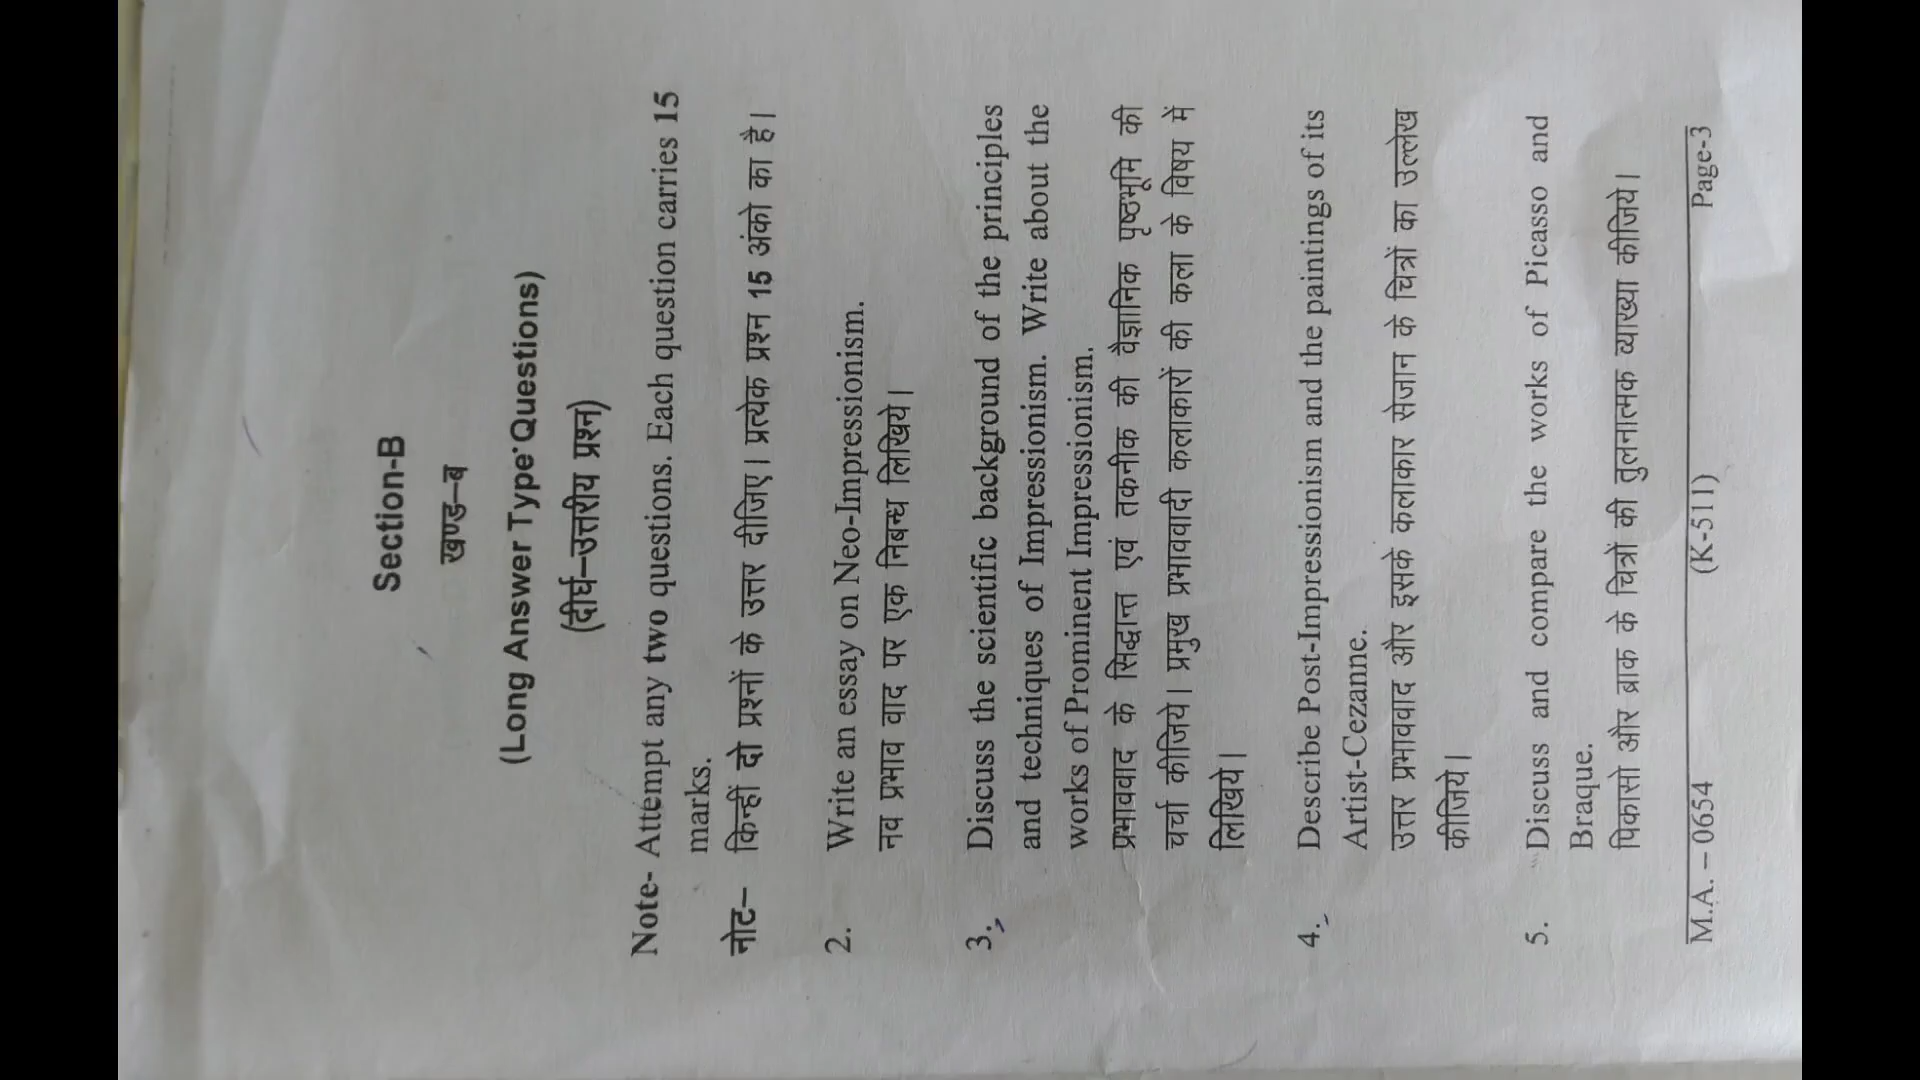 Section-B
खण्ड–ब
(Long Answer Type Questions)
(दीर्घ–उत्तरीय प्रश्न)
Note- Attempt any two questions. Each question carries 15
marks.
नोट– किन्हीं दो प्रश्नों के उत्तर दीजिए। प्रत्येक प्रश्न 15 अंको का है।
2. Write an essay on Neo-Impressionism.
नव प्रभाव वाद पर एक निबन्ध लिखिये।
3. Discuss the scientific background of the principles
and techniques of Impressionism. Write about the
works of Prominent Impressionism.
प्रभाववाद के सिद्धान्त एवं तकनीक की वैज्ञानिक पृष्ठभूमि की
चर्चा कीजिये। प्रमुख प्रभाववादी कलाकारों की कला के विषय में
लिखिये।
4. Describe Post-Impressionism and the paintings of its
Artist-Cezanne.
उत्तर प्रभाववाद और इसके कलाकार सेजान के चित्रों का उल्लेख
कीजिये।
5. Discuss and compare the works of Picasso and
Braque.
पिकासो और ब्राक के चित्रों की तुलनात्मक व्याख्या कीजिये।
M.A. – 0654 (K-511) Page-3